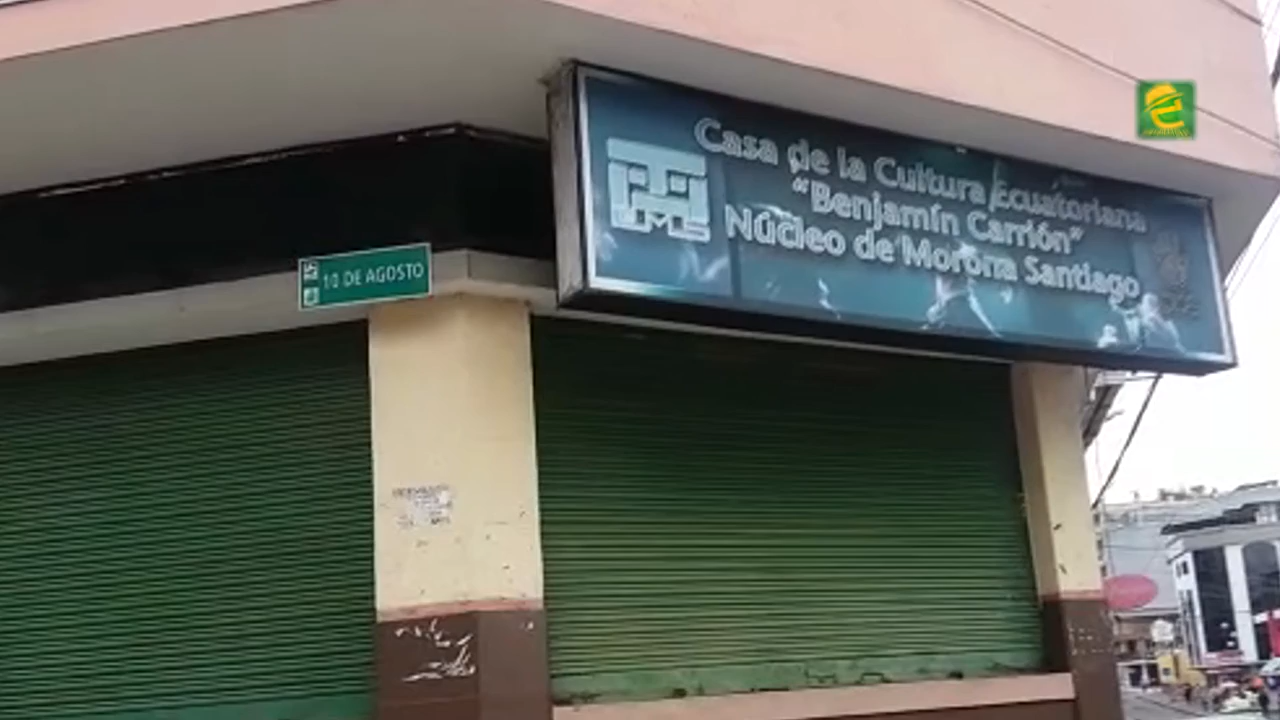 Casa de la Cultura Ecuatoriana
"Benjamín Carrión"
Núcleo de Morona Santiago
10 DE AGOSTO